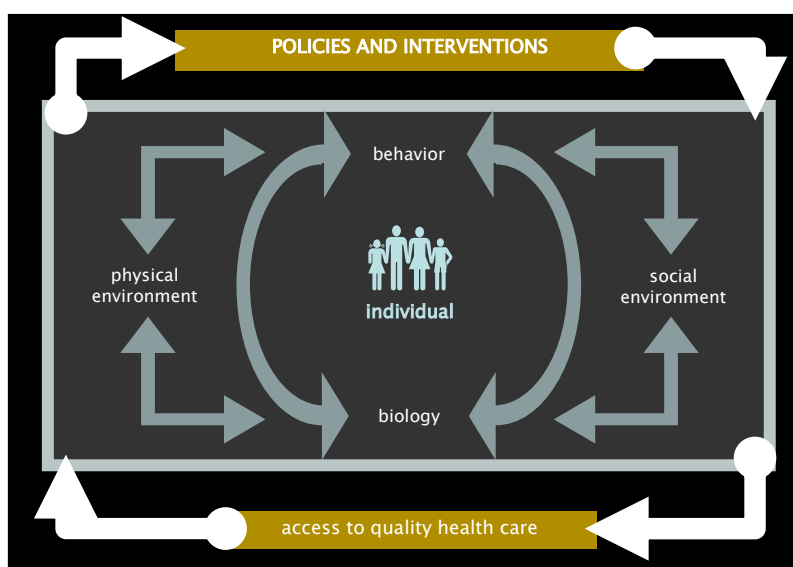 POLICIES AND INTERVENTIONS
behavior
physical
environment
social
environment
individual
biology
access to quality health care